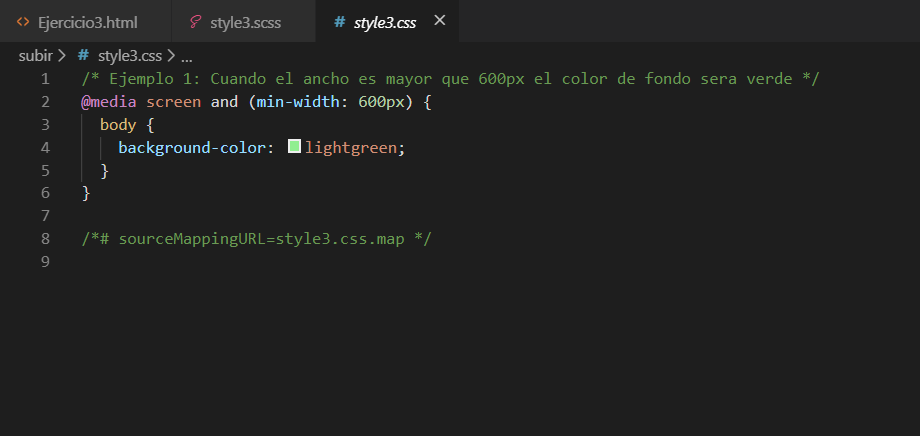 Ejercicio3.html style3.scss style3.css
subir > style3.css > ...
1 /* Ejemplo 1: Cuando el ancho es mayor que 600px el color de fondo sera verde */
2 @media screen and (min-width: 600px) {
3 body {
4 background-color: lightgreen;
5 }
6 }
7
8 /*# sourceMappingURL=style3.css.map */
9